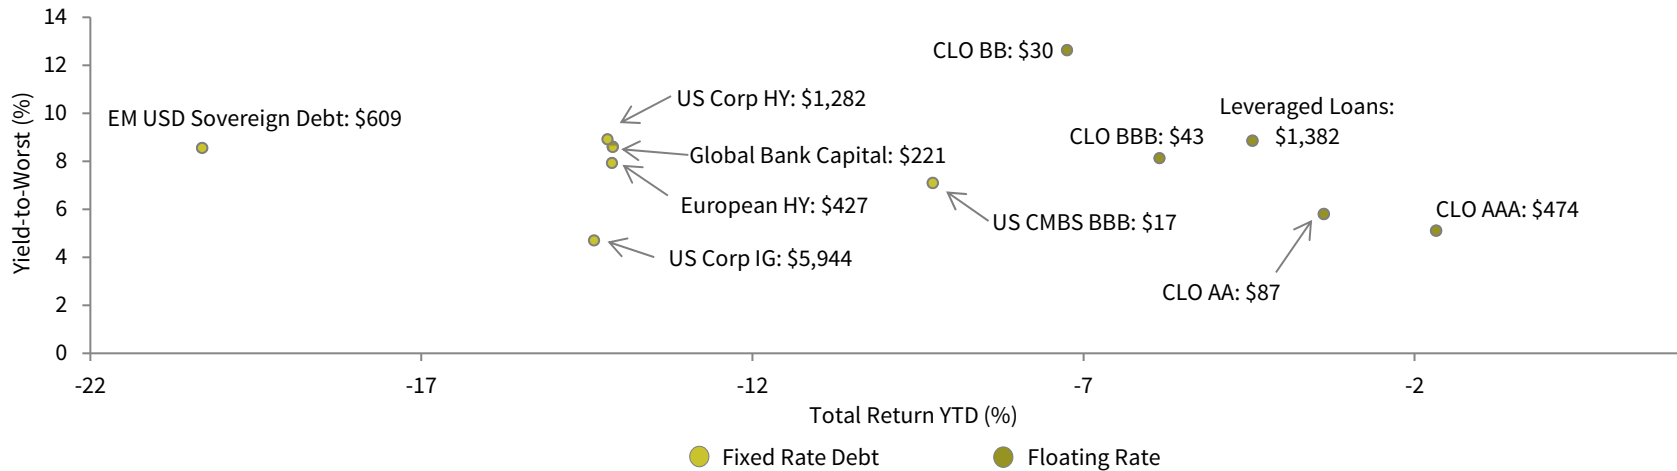 14
12
10
8
6
4
2
0
Yield-to-Worst (%)
CLO BB: $30
US Corp HY: $1,282
EM USD Sovereign Debt: $609
Leveraged Loans:
$1,382
CLO BBB: $43
Global Bank Capital: $221
European HY: $427
US CMBS BBB: $17
CLO AAA: $474
US Corp IG: $5,944
CLO AA: $87
-22
-17
-12
-7
-2
Total Return YTD (%)
Fixed Rate Debt
Floating Rate